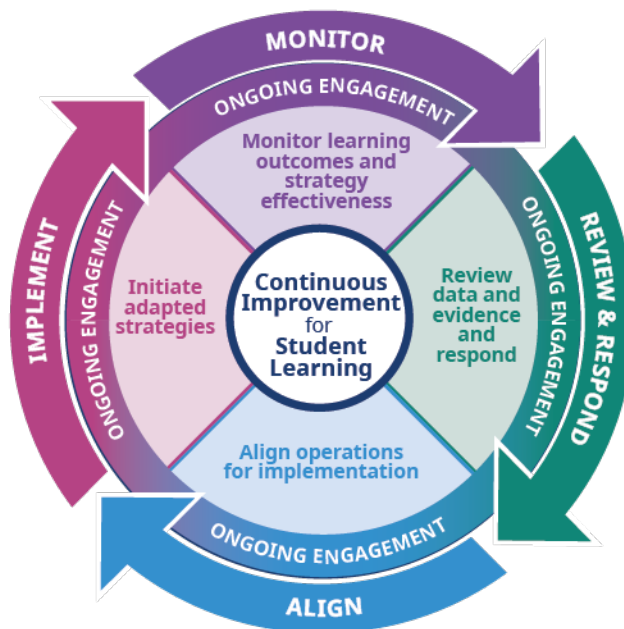 MONITOR
ONGOING ENGAGEMENT
Monitor learning
outcomes and
strategy
effectiveness
REVIEW & RESPOND
ONGOING ENGAGEMENT
Review
data and
evidence
and
respond
ALIGN
ONGOING ENGAGEMENT
Align operations
for implementation
IMPLEMENT
ONGOING ENGAGEMENT
Initiate
adapted
strategies
Continuous
Improvement
for
Student
Learning